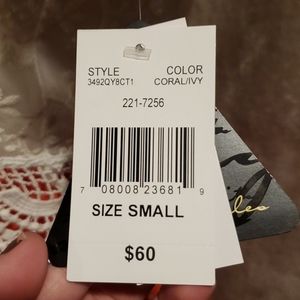 STYLE COLOR
3492QY8CT1 CORAL/IVY
221-7256
7 08008 23681 9
SIZE SMALL
$60